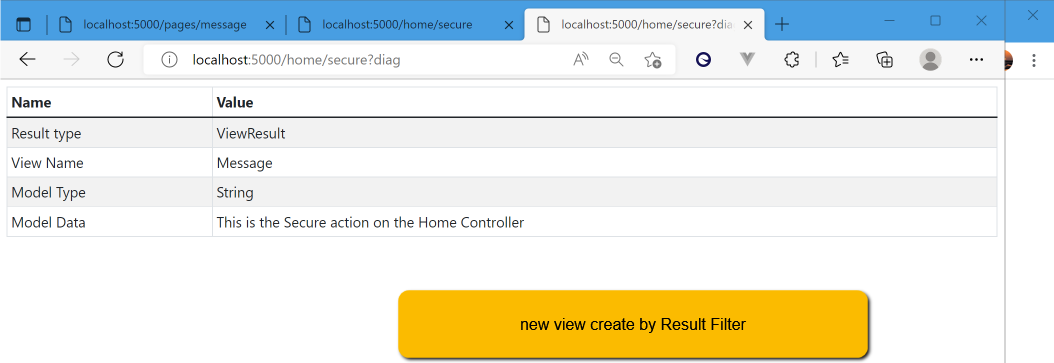 localhost:5000/pages/message localhost:5000/home/secure localhost:5000/home/secure?dia
localhost:5000/home/secure?diag
Name Value
Result type ViewResult
View Name Message
Model Type String
Model Data This is the Secure action on the Home Controller
new view create by Result Filter